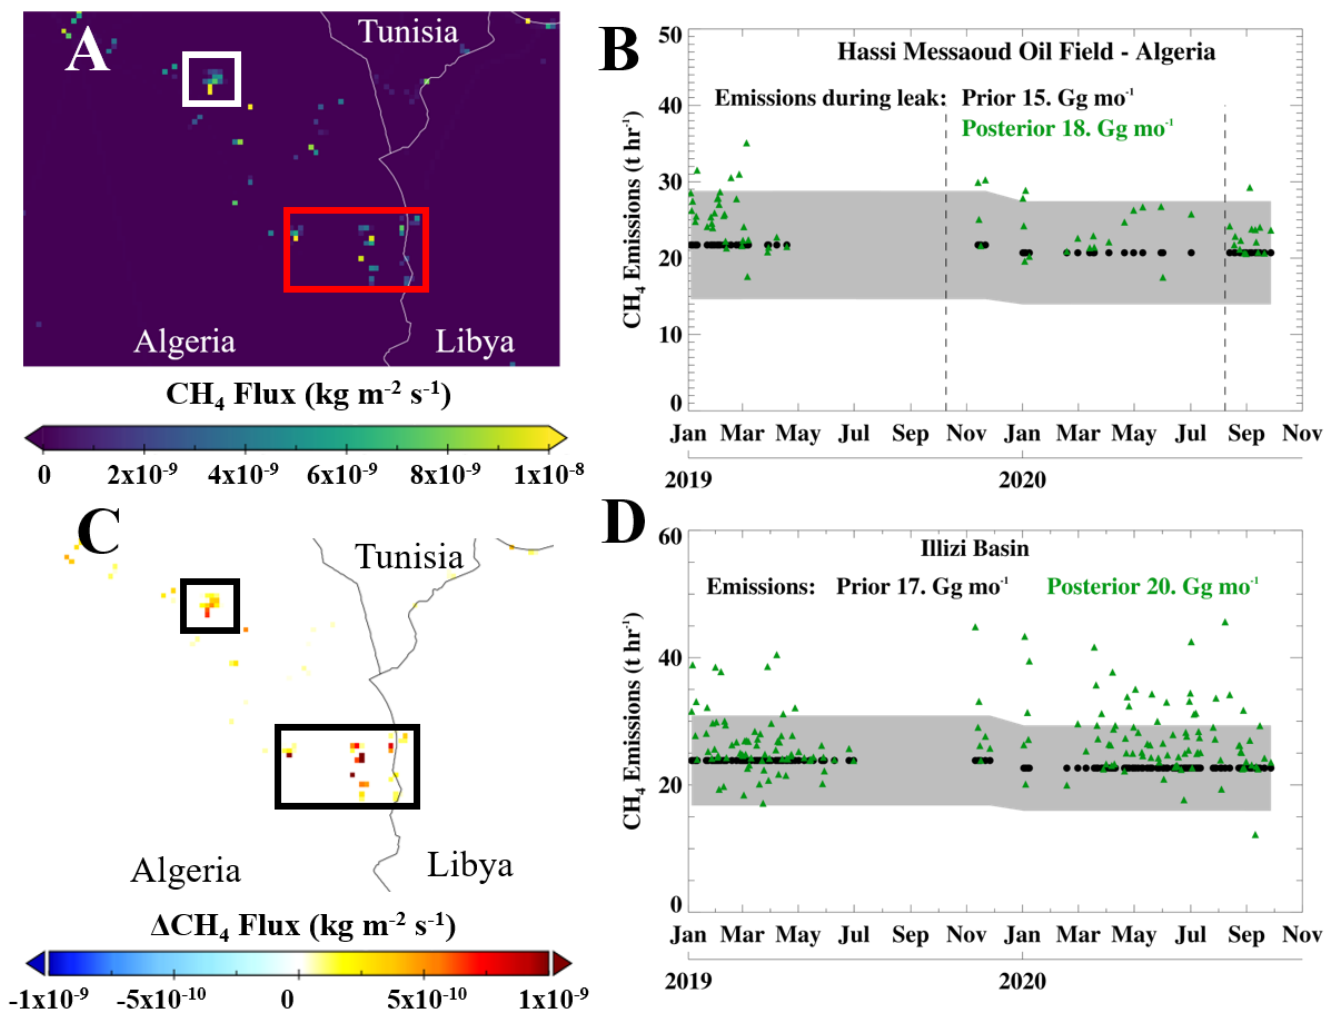 A
Tunisia
Algeria
Libya
CH₄ Flux (kg m⁻² s⁻¹)
0 2x10⁻⁹ 4x10⁻⁹ 6x10⁻⁹ 8x10⁻⁹ 1x10⁻⁸
B
Hassi Messaoud Oil Field - Algeria
Emissions during leak: Prior 15. Gg mo⁻¹
Posterior 18. Gg mo⁻¹
CH₄ Emissions (t hr⁻¹)
50
40
30
20
10
0
Jan Mar May Jul Sep Nov Jan Mar May Jul Sep Nov
2019 2020
C
Tunisia
Algeria
Libya
ΔCH₄ Flux (kg m⁻² s⁻¹)
-1x10⁻⁹ -5x10⁻¹⁰ 0 5x10⁻¹⁰ 1x10⁻⁹
D
Illizi Basin
Emissions: Prior 17. Gg mo⁻¹ Posterior 20. Gg mo⁻¹
CH₄ Emissions (t hr⁻¹)
60
40
20
0
Jan Mar May Jul Sep Nov Jan Mar May Jul Sep Nov
2019 2020